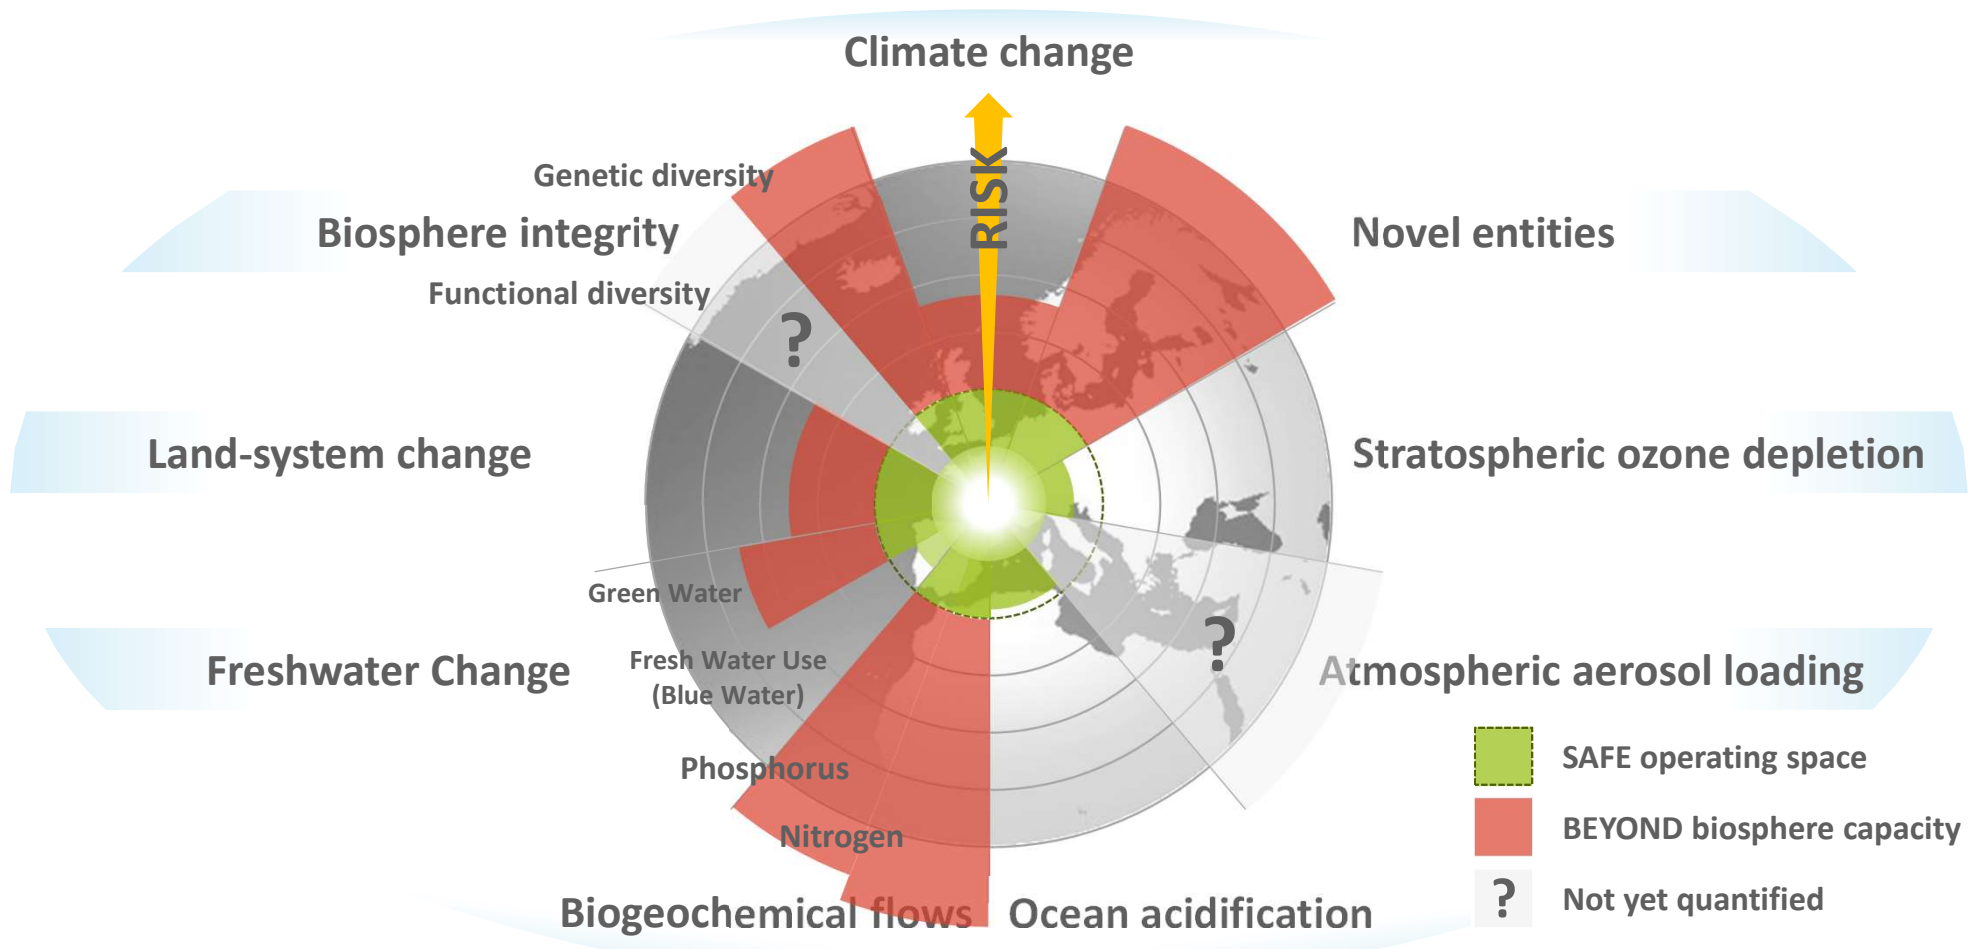 Climate change
RISK
Genetic diversity
Biosphere integrity
Functional diversity
?
Novel entities
Land-system change
Stratospheric ozone depletion
Green Water
Freshwater Change
Fresh Water Use
(Blue Water)
?
Atmospheric aerosol loading
Phosphorus
Nitrogen
Biogeochemical flows
Ocean acidification
SAFE operating space
BEYOND biosphere capacity
? Not yet quantified